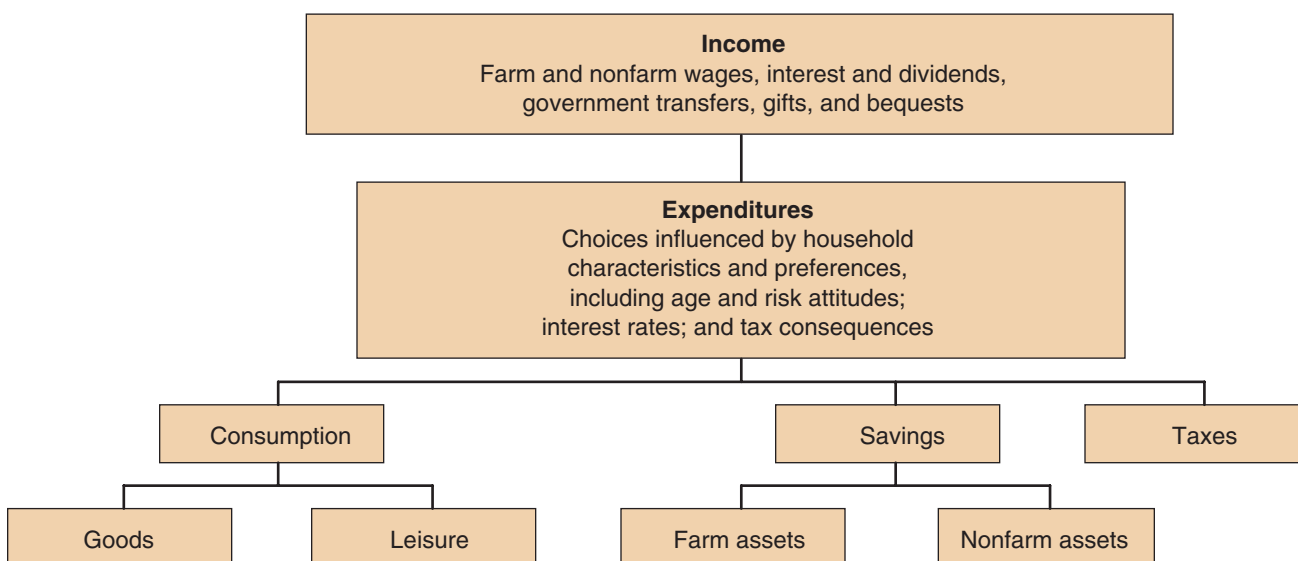 Income
Farm and nonfarm wages, interest and dividends,
government transfers, gifts, and bequests
Expenditures
Choices influenced by household
characteristics and preferences,
including age and risk attitudes;
interest rates; and tax consequences
Consumption
Savings
Taxes
Goods
Leisure
Farm assets
Nonfarm assets